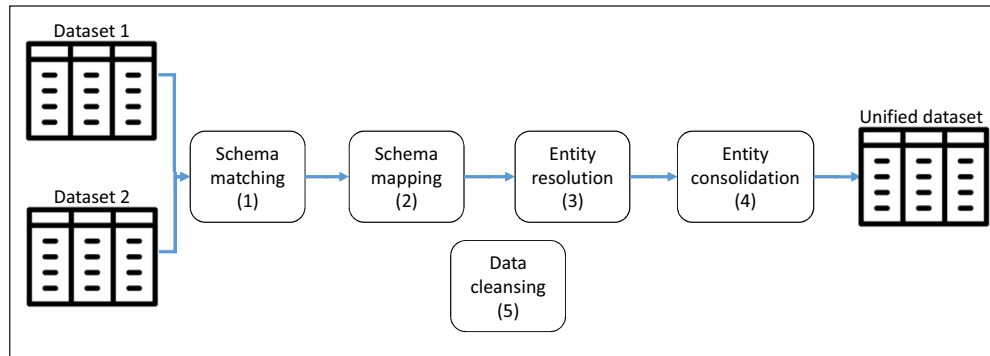 Dataset 1
Dataset 2
Schema
matching
(1)
Schema
mapping
(2)
Entity
resolution
(3)
Entity
consolidation
(4)
Unified dataset
Data
cleansing
(5)